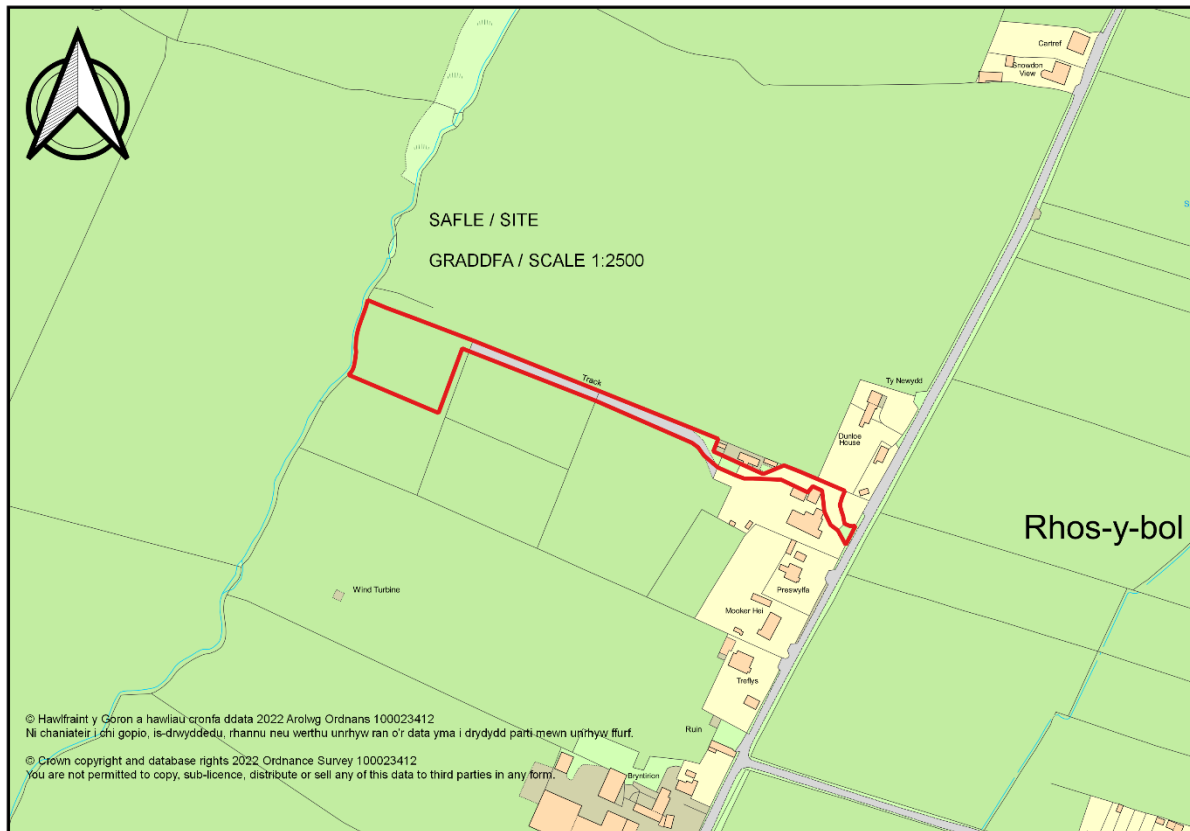 Cartref
Snowdon
View
S
SAFLE / SITE
GRADDFA / SCALE 1:2500
Track
Ty Newydd
Dunloe
House
Rhos-y-bol
Wind Turbine
Preswylfa
Mooker Hei
Treflys
Ruin
Bryntirion
© Hawlfraint y Goron a hawliau cronfa ddata 2022 Arolwg Ordnans 100023412
Ni chaniateir i chi gopio, is-drwyddedu, rhannu neu werthu unrhyw ran o'r data yma i drydydd parti mewn unrhyw ffurf.
© Crown copyright and database rights 2022 Ordnance Survey 100023412
You are not permitted to copy, sub-licence, distribute or sell any of this data to third parties in any form.